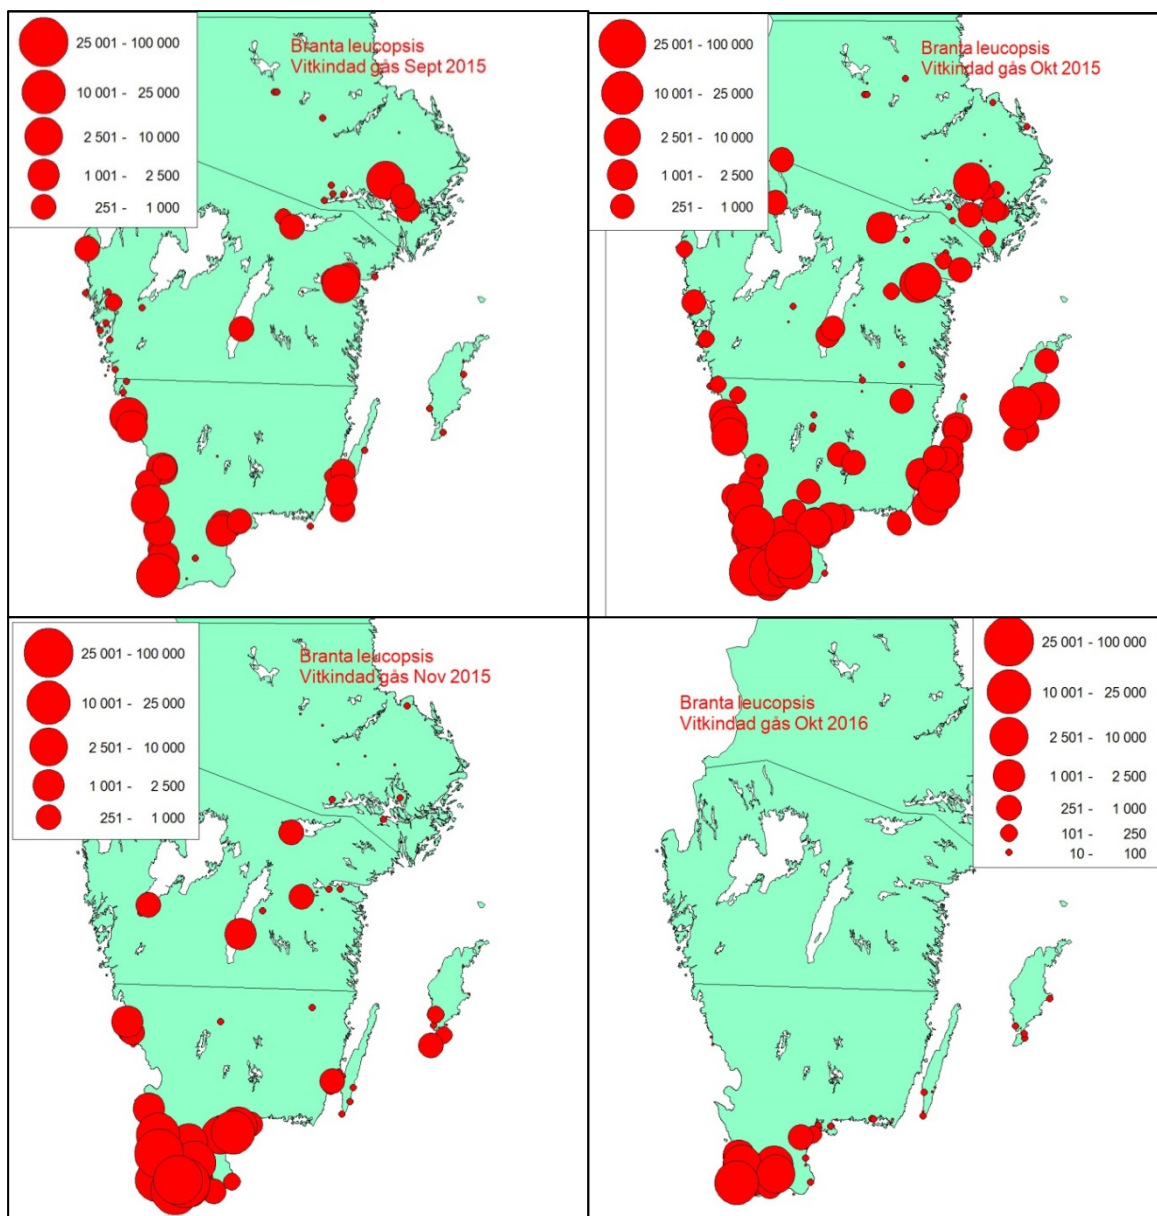 25 001 - 100 000
10 001 - 25 000
2 501 - 10 000
1 001 - 2 500
251 - 1 000
Branta leucopsis
Vitkindad gås Sept 2015
25 001 - 100 000
10 001 - 25 000
2 501 - 10 000
1 001 - 2 500
251 - 1 000
Branta leucopsis
Vitkindad gås Okt 2015
25 001 - 100 000
10 001 - 25 000
2 501 - 10 000
1 001 - 2 500
251 - 1 000
Branta leucopsis
Vitkindad gås Nov 2015
Branta leucopsis
Vitkindad gås Okt 2016
25 001 - 100 000
10 001 - 25 000
2 501 - 10 000
1 001 - 2 500
251 - 1 000
101 - 250
10 - 100